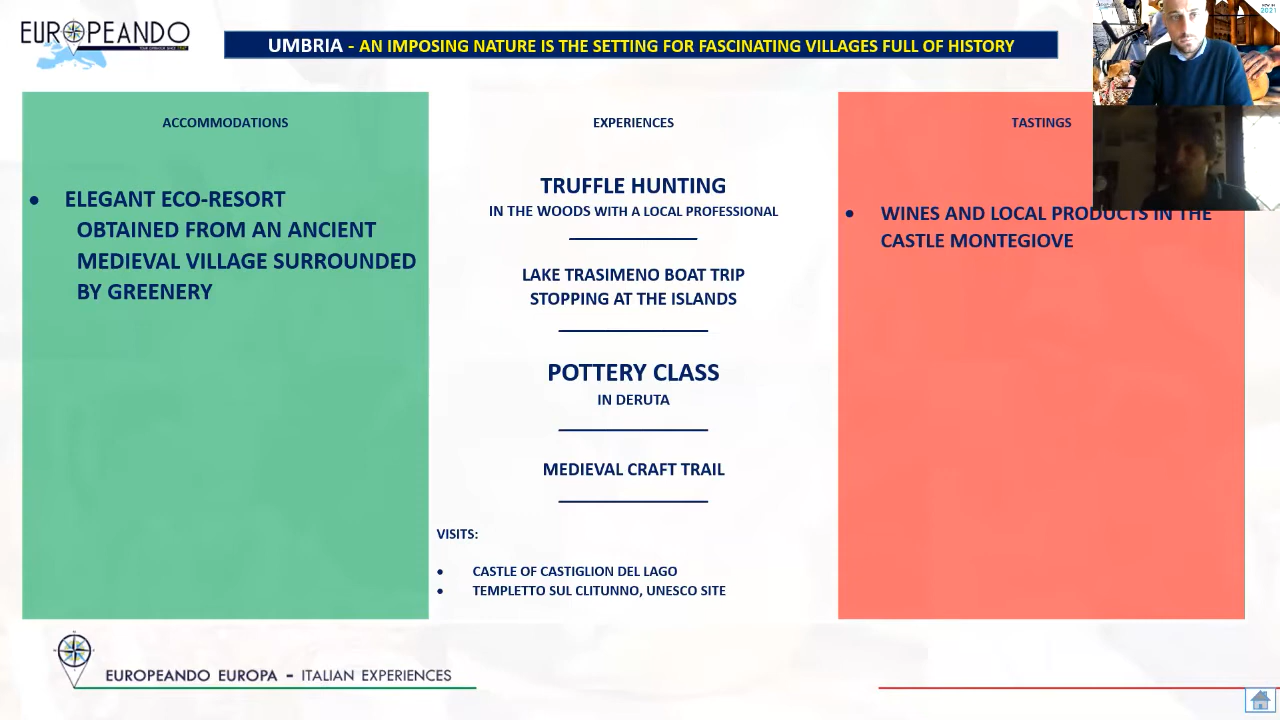 EUROPEANDO
UMBRIA - AN IMPOSING NATURE IS THE SETTING FOR FASCINATING VILLAGES FULL OF HISTORY
2021
ACCOMMODATIONS
• ELEGANT ECO-RESORT
OBTAINED FROM AN ANCIENT
MEDIEVAL VILLAGE SURROUNDED
BY GREENERY
EXPERIENCES
TRUFFLE HUNTING
IN THE WOODS WITH A LOCAL PROFESSIONAL
LAKE TRASIMENO BOAT TRIP
STOPPING AT THE ISLANDS
POTTERY CLASS
IN DERUTA
MEDIEVAL CRAFT TRAIL
VISITS:
• CASTLE OF CASTIGLION DEL LAGO
• TEMPLETTO SUL CLITUNNO, UNESCO SITE
TASTINGS
• WINES AND LOCAL PRODUCTS IN THE
CASTLE MONTEGIOVE
EUROPEANDO EUROPA - ITALIAN EXPERIENCES